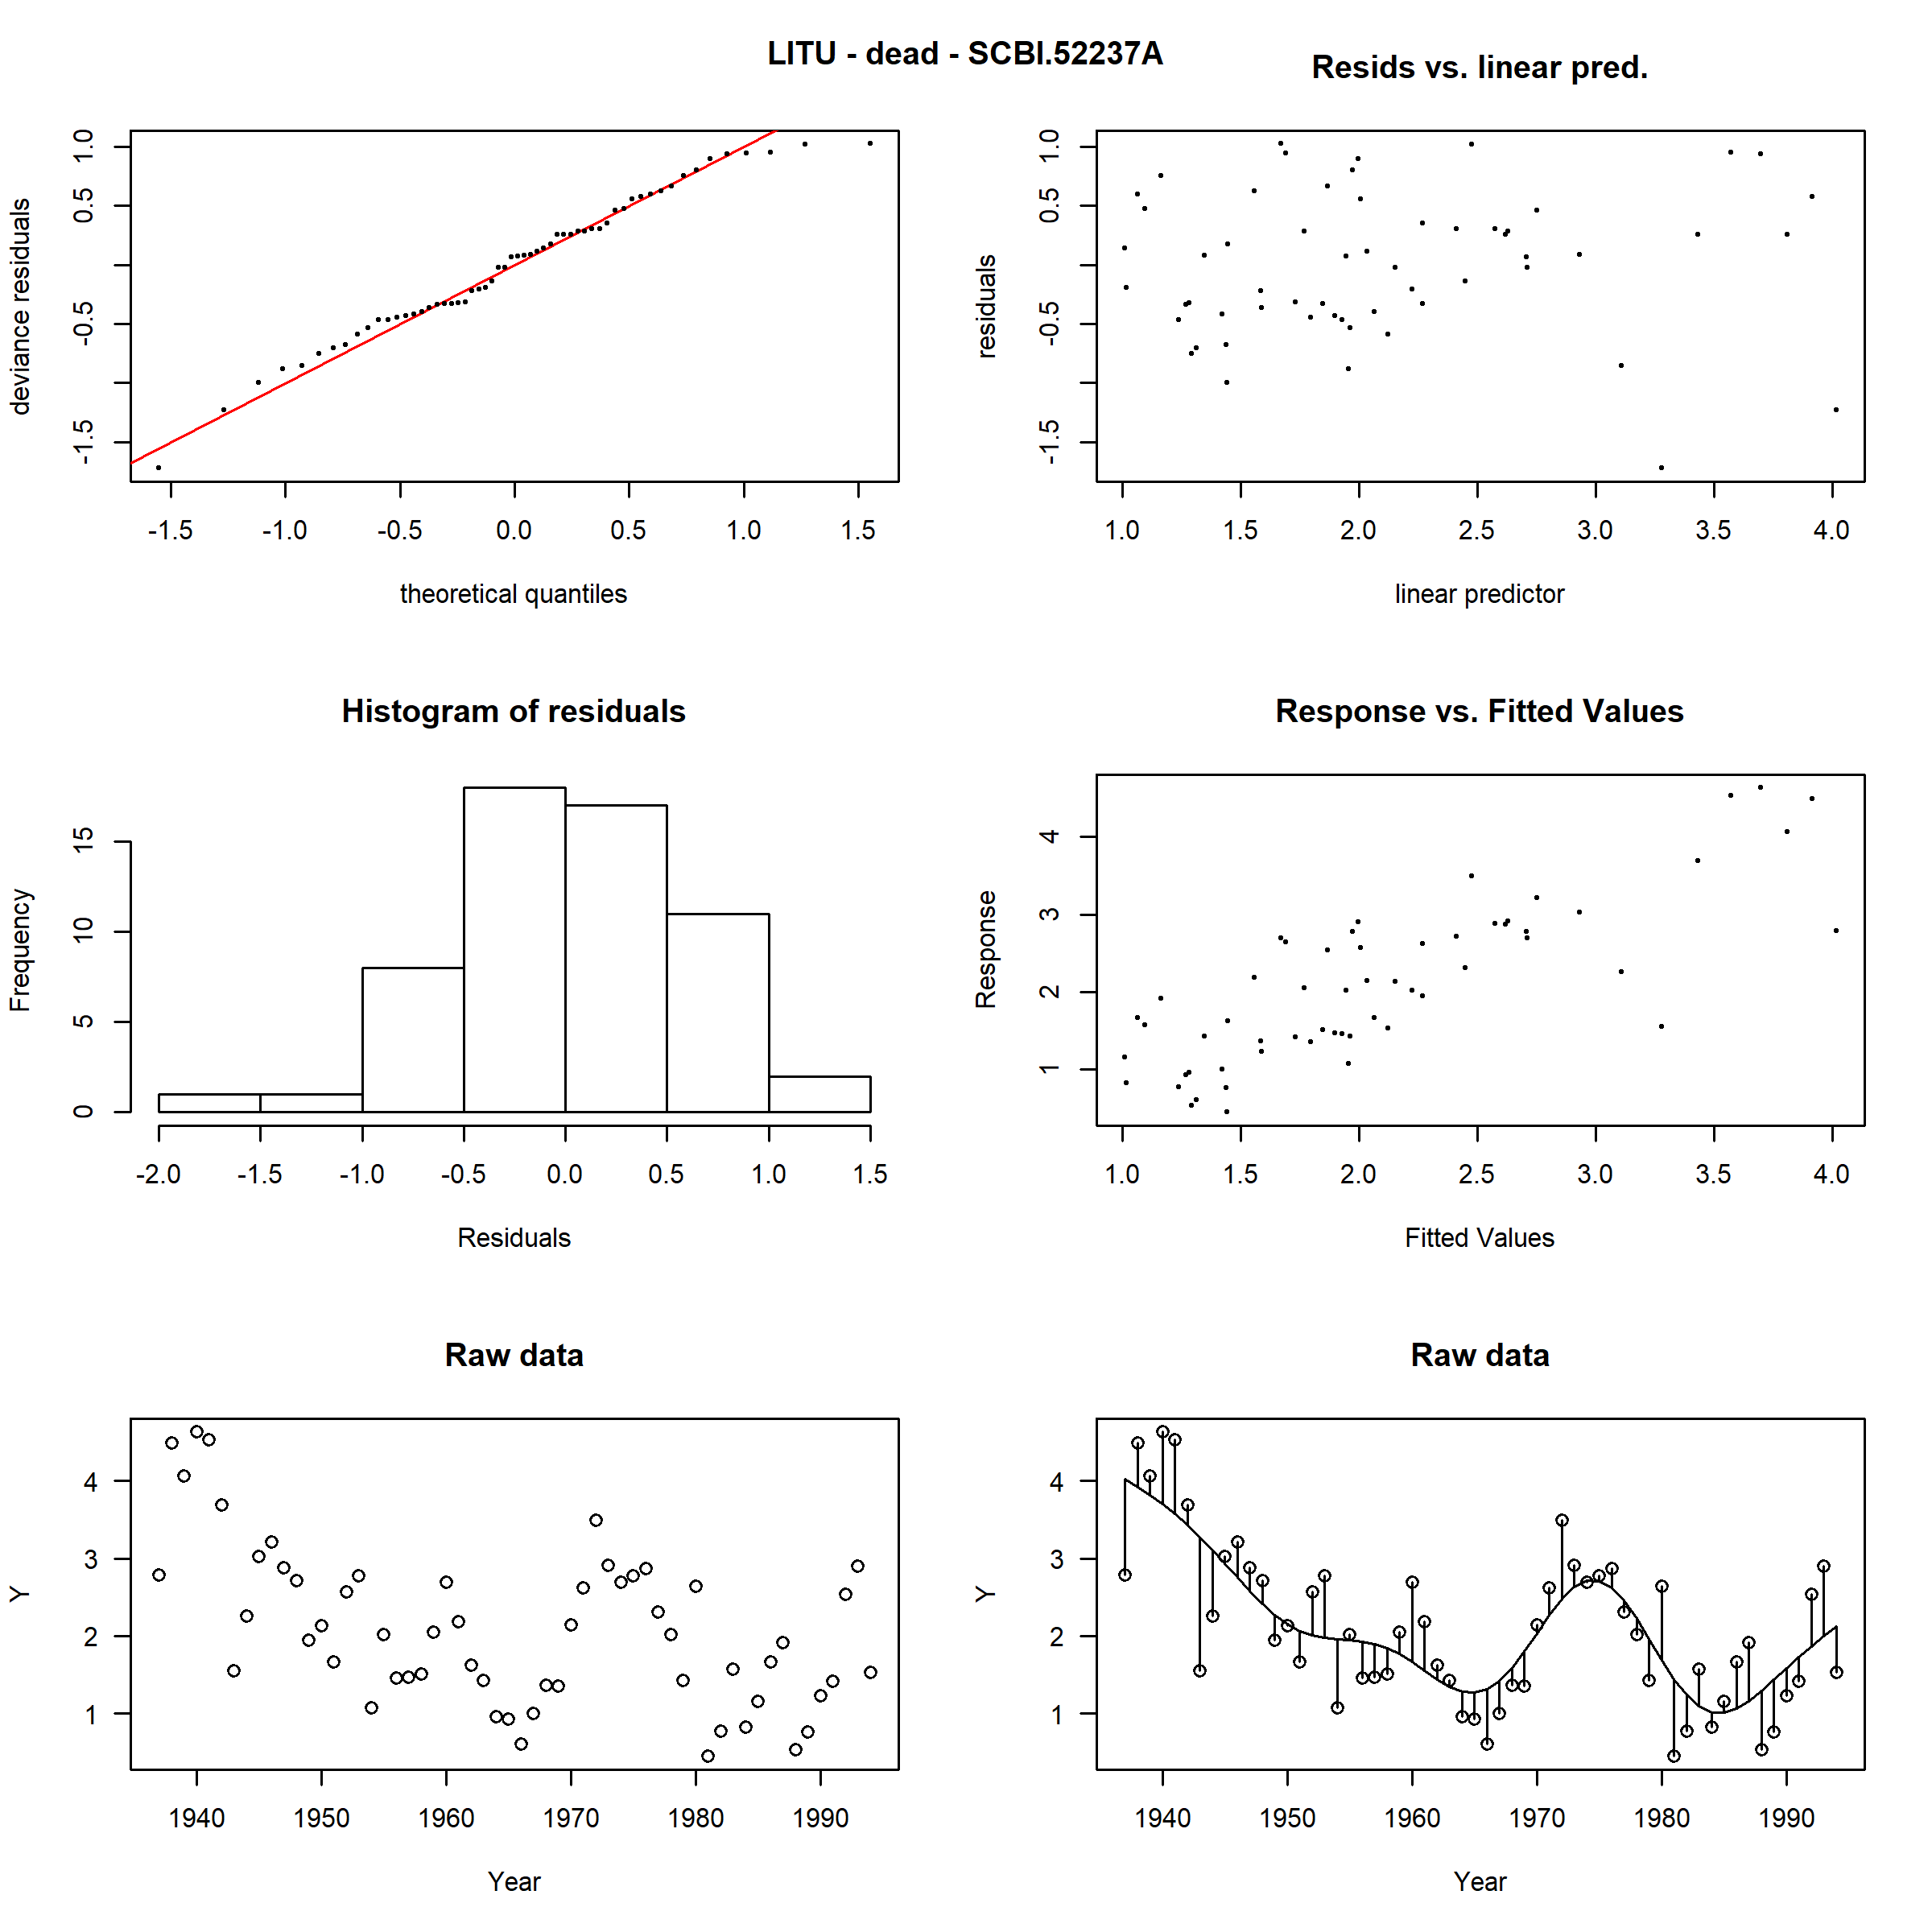 LITU - dead - SCBI.52237A
Resids vs. linear pred.
deviance residuals
1.0
0.5
-0.5
-1.5
-1.5 -1.0 -0.5 0.0 0.5 1.0 1.5
theoretical quantiles
residuals
1.0
0.5
-0.5
-1.5
1.0 1.5 2.0 2.5 3.0 3.5 4.0
linear predictor
Histogram of residuals
Frequency
15
10
5
0
-2.0 -1.5 -1.0 -0.5 0.0 0.5 1.0 1.5
Residuals
Response vs. Fitted Values
Response
4
3
2
1
1.0 1.5 2.0 2.5 3.0 3.5 4.0
Fitted Values
Raw data
Y
4
3
2
1
1940 1950 1960 1970 1980 1990
Year
Raw data
Y
4
3
2
1
1940 1950 1960 1970 1980 1990
Year